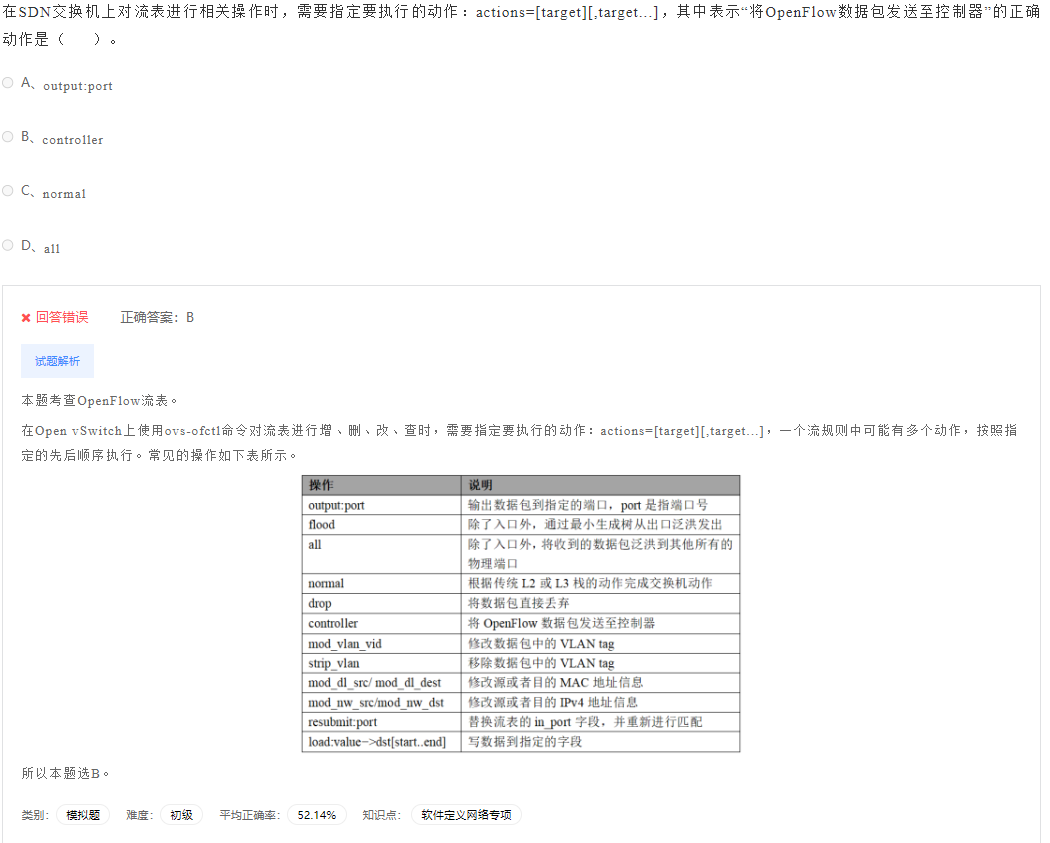 在SDN交换机上对流表进行相关操作时，需要指定要执行的动作：actions=[target][,target...]，其中表示“将OpenFlow数据包发送至控制器”的正确
动作是（　　）。
A、output:port
B、controller
C、normal
D、all
回答错误 正确答案：B
试题解析
本题考查OpenFlow流表。
在Open vSwitch上使用ovs-ofctl命令对流表进行增、删、改、查时，需要指定要执行的动作：actions=[target][,target...]，一个流规则中可能有多个动作，按照指
定的先后顺序执行。常见的操作如下表所示。
操作 说明
output:port 输出数据包到指定的端口，port 是指端口号
flood 除了入口外，通过最小生成树从出口泛洪发出
all 除了入口外，将收到的数据包泛洪到其他所有的
物理端口
normal 根据传统 L2 或 L3 栈的动作完成交换机动作
drop 将数据包直接丢弃
controller 将 OpenFlow 数据包发送至控制器
mod_vlan_vid 修改数据包中的 VLAN tag
strip_vlan 移除数据包中的 VLAN tag
mod_dl_src/ mod_dl_dest 修改源或者目的 MAC 地址信息
mod_nw_src/mod_nw_dst 修改源或者目的 IPv4 地址信息
resubmit:port 替换流表的 in_port 字段，并重新进行匹配
load:value−>dst[start..end] 写数据到指定的字段
所以本题选B。
类别： 模拟题 难度： 初级 平均正确率： 52.14% 知识点： 软件定义网络专项